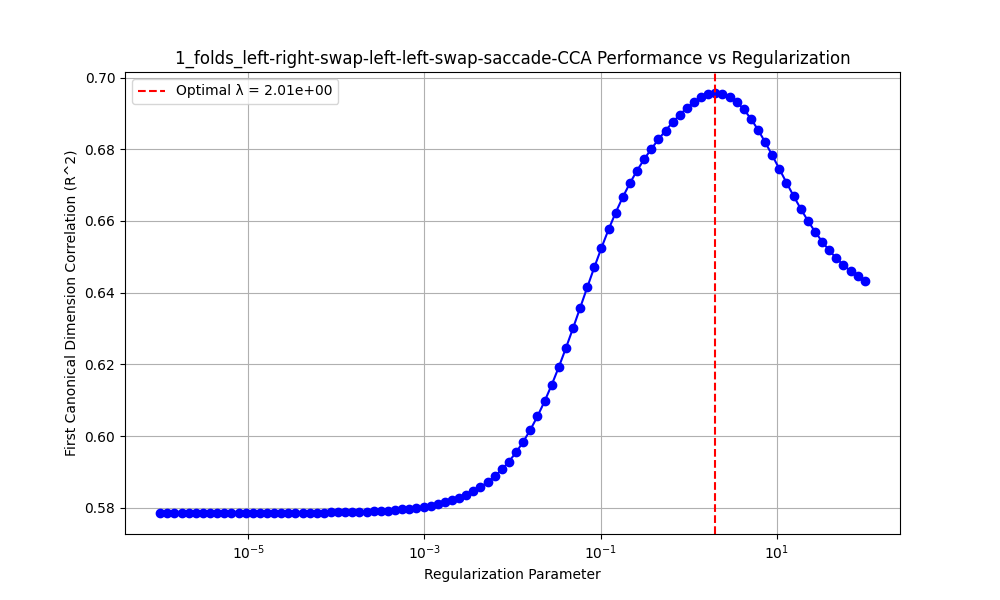 1_folds_left-right-swap-left-left-swap-saccade-CCA Performance vs Regularization
Optimal λ = 2.01e+00
First Canonical Dimension Correlation (R^2)
0.70
0.68
0.66
0.64
0.62
0.60
0.58
10⁻⁵
10⁻³
10⁻¹
10¹
Regularization Parameter